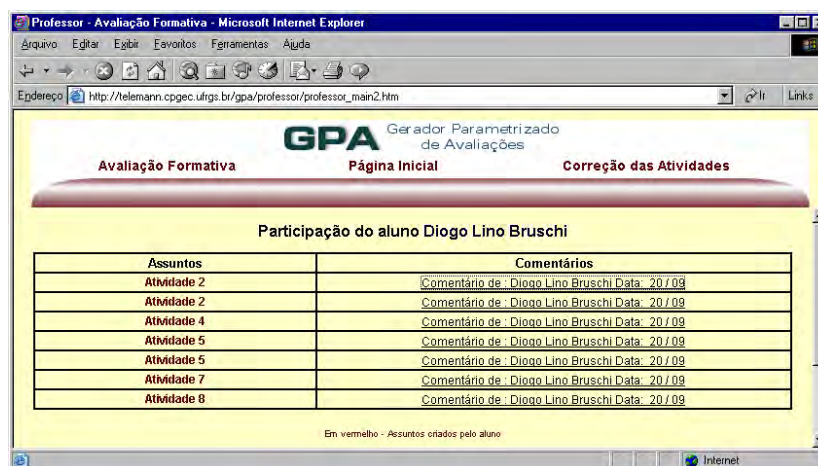 Professor - Avaliação Formativa - Microsoft Internet Explorer
Arquivo Editar Exibir Favoritos Ferramentas Ajuda
Endereço http://telemann.cpgec.ufrgs.br/gpa/professor/professor_main2.htm Ir Links
GPA Gerador Parametrizado
de Avaliações
Avaliação Formativa Página Inicial Correção das Atividades
Participação do aluno Diogo Lino Bruschi
Assuntos Comentários
Atividade 2 Comentário de : Diogo Lino Bruschi Data: 20 / 09
Atividade 2 Comentário de : Diogo Lino Bruschi Data: 20 / 09
Atividade 4 Comentário de : Diogo Lino Bruschi Data: 20 / 09
Atividade 5 Comentário de : Diogo Lino Bruschi Data: 20 / 09
Atividade 5 Comentário de : Diogo Lino Bruschi Data: 20 / 09
Atividade 7 Comentário de : Diogo Lino Bruschi Data: 20 / 09
Atividade 8 Comentário de : Diogo Lino Bruschi Data: 20 / 09
Em vermelho - Assuntos criados pelo aluno
Internet